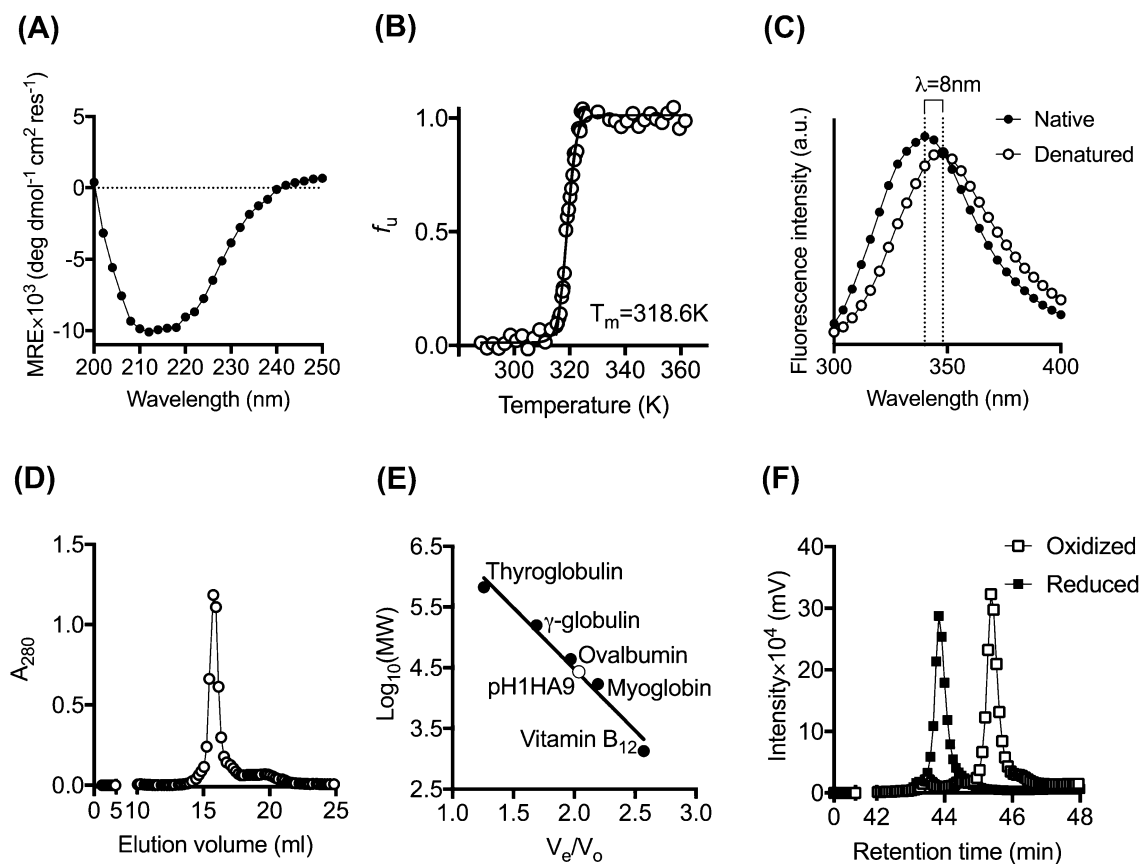 (A)
MRE×10³ (deg dmol⁻¹ cm² res⁻¹)
5
0
-5
-10
200 210 220 230 240 250
Wavelength (nm)
(B)
fᵤ
1.0
0.5
0.0
Tₘ=318.6K
300 320 340 360
Temperature (K)
(C)
Fluorescence intensity (a.u.)
λ=8nm
Native
Denatured
300 350 400
Wavelength (nm)
(D)
A₂₈₀
1.5
1.0
0.5
0.0
0 5 10 15 20 25
Elution volume (ml)
(E)
Log₁₀(MW)
6.5
5.5
4.5
3.5
2.5
Thyroglobulin
γ-globulin
Ovalbumin
pH1HA9
Myoglobin
Vitamin B₁₂
1.0 1.5 2.0 2.5 3.0
Vₑ/Vₒ
(F)
Intensity×10⁴ (mV)
40
30
20
10
0
Oxidized
Reduced
0 42 44 46 48
Retention time (min)